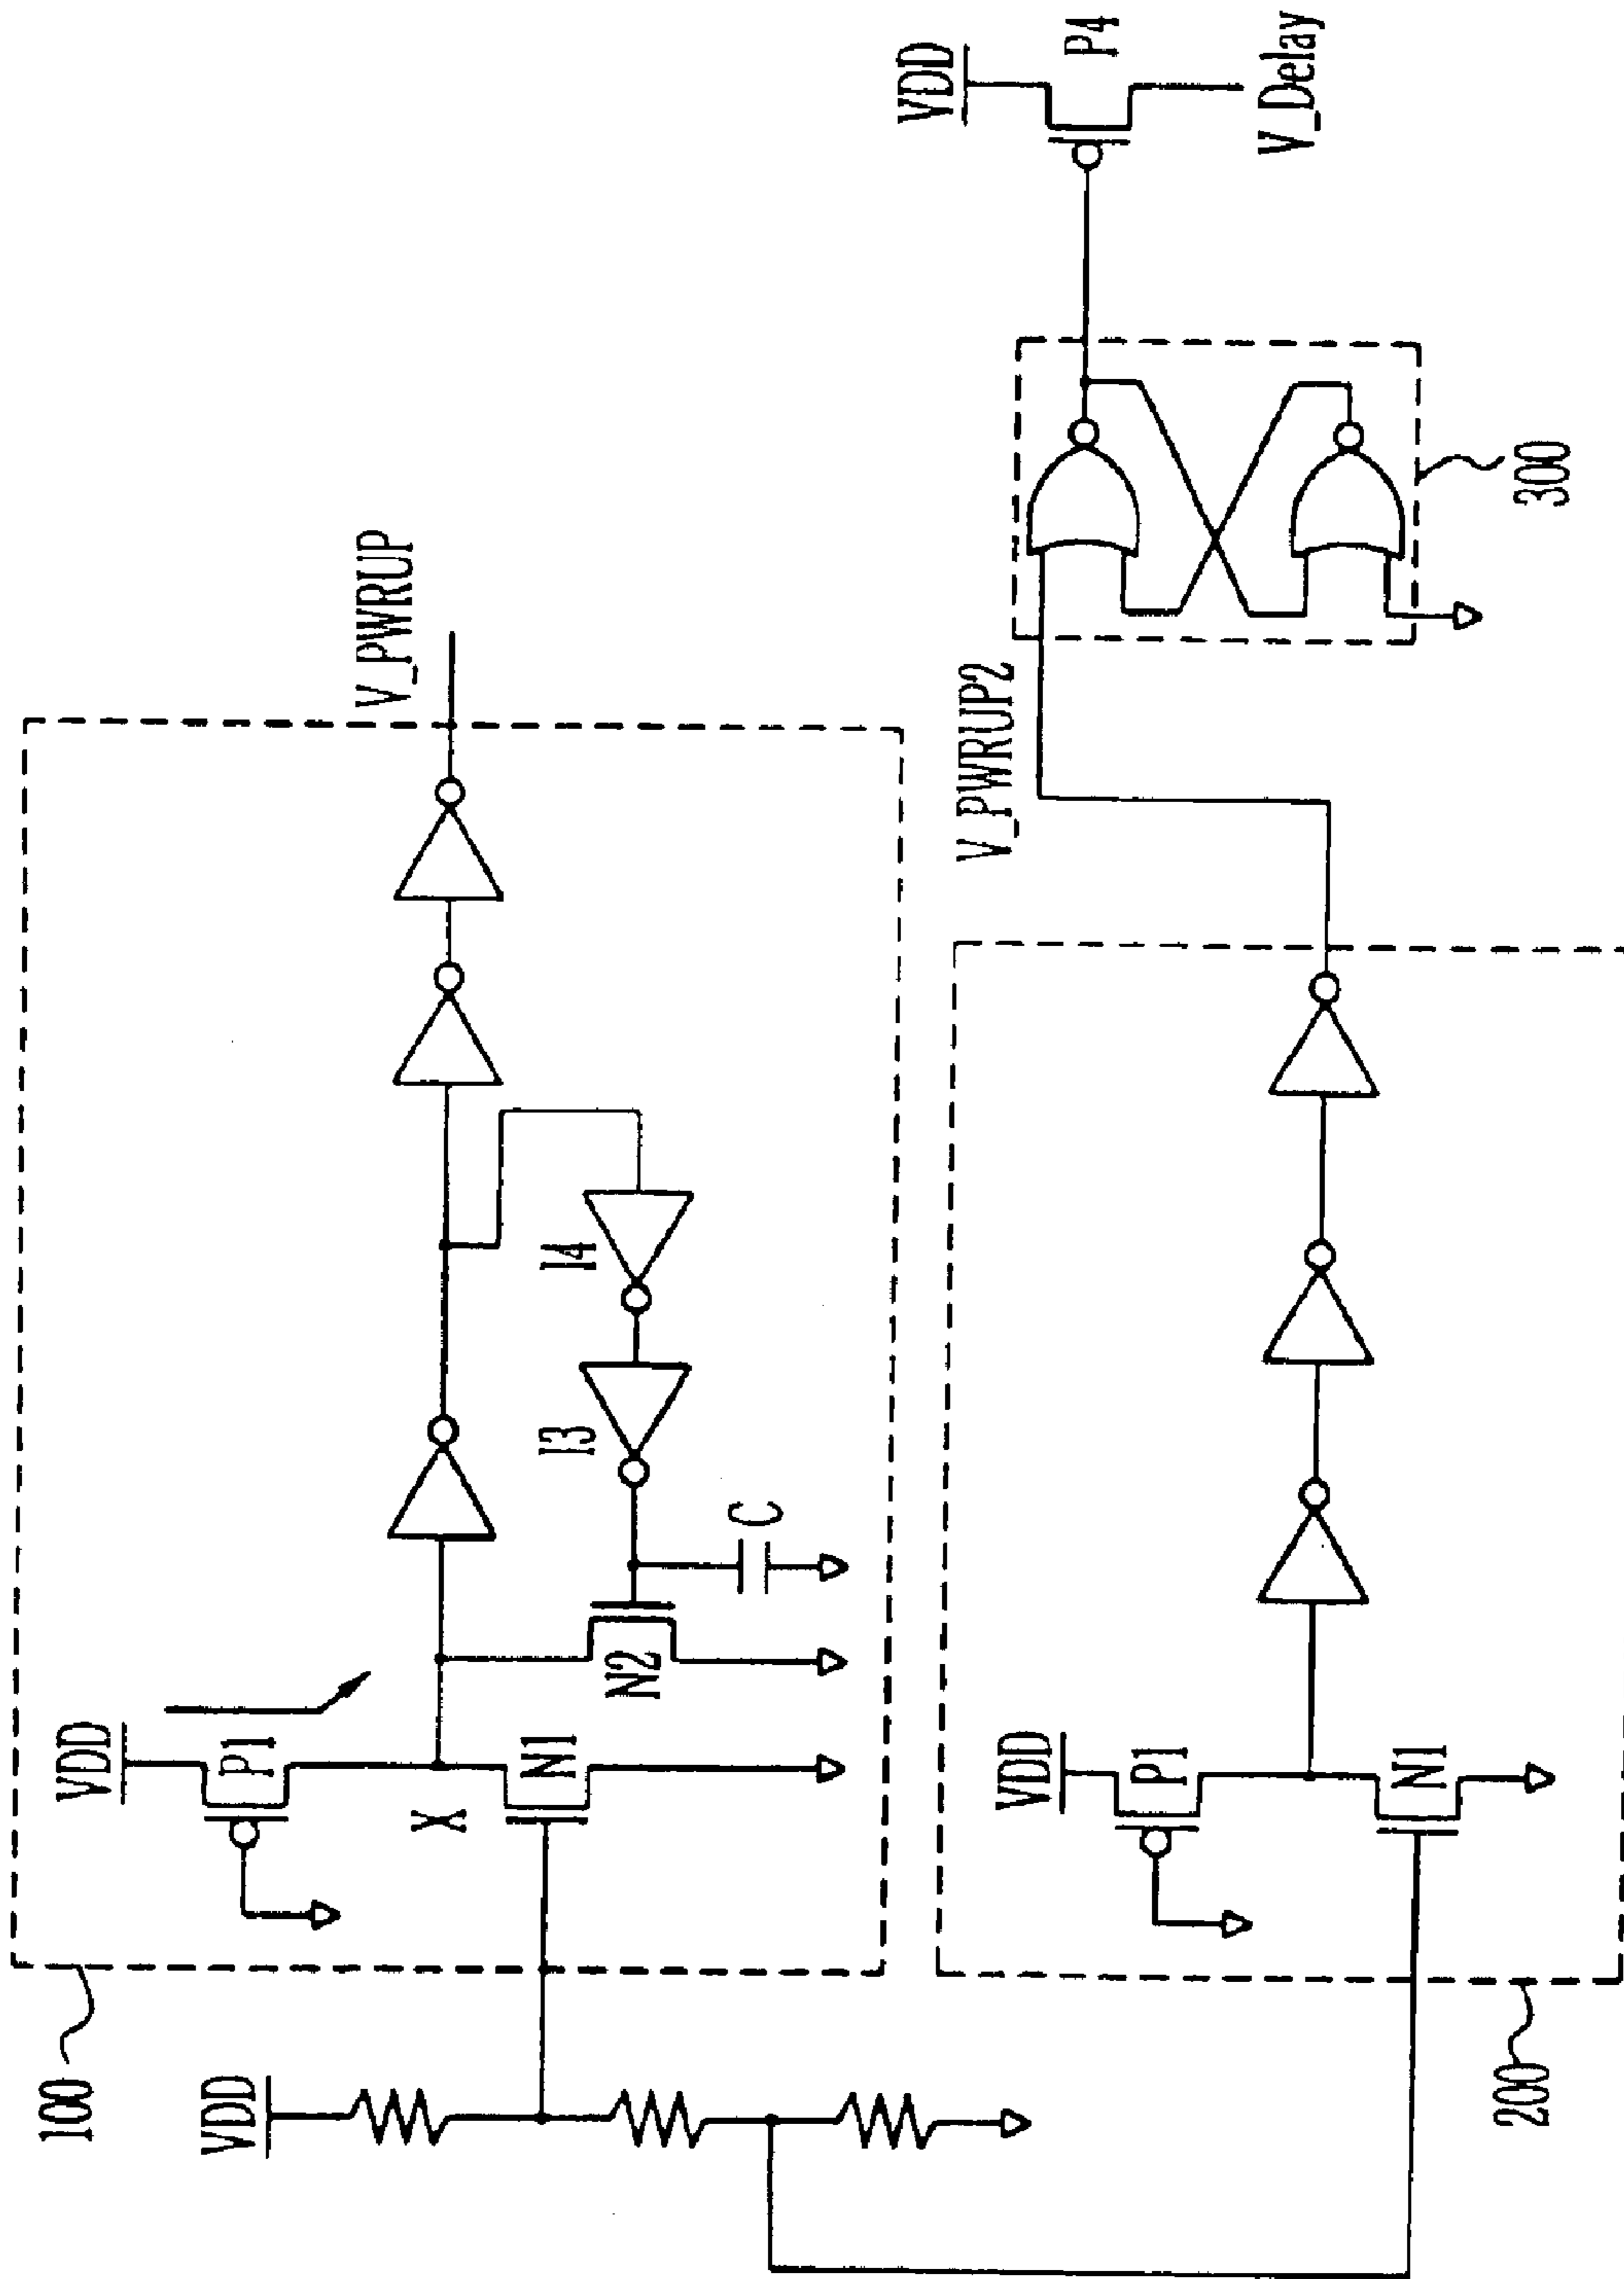 100
VDD
VDD
P1
X
N1
N2
C
I3
I4
V_PWRUP
200
VDD
P1
N1
V_PWRUP2
300
VDD
P4
V_Delay